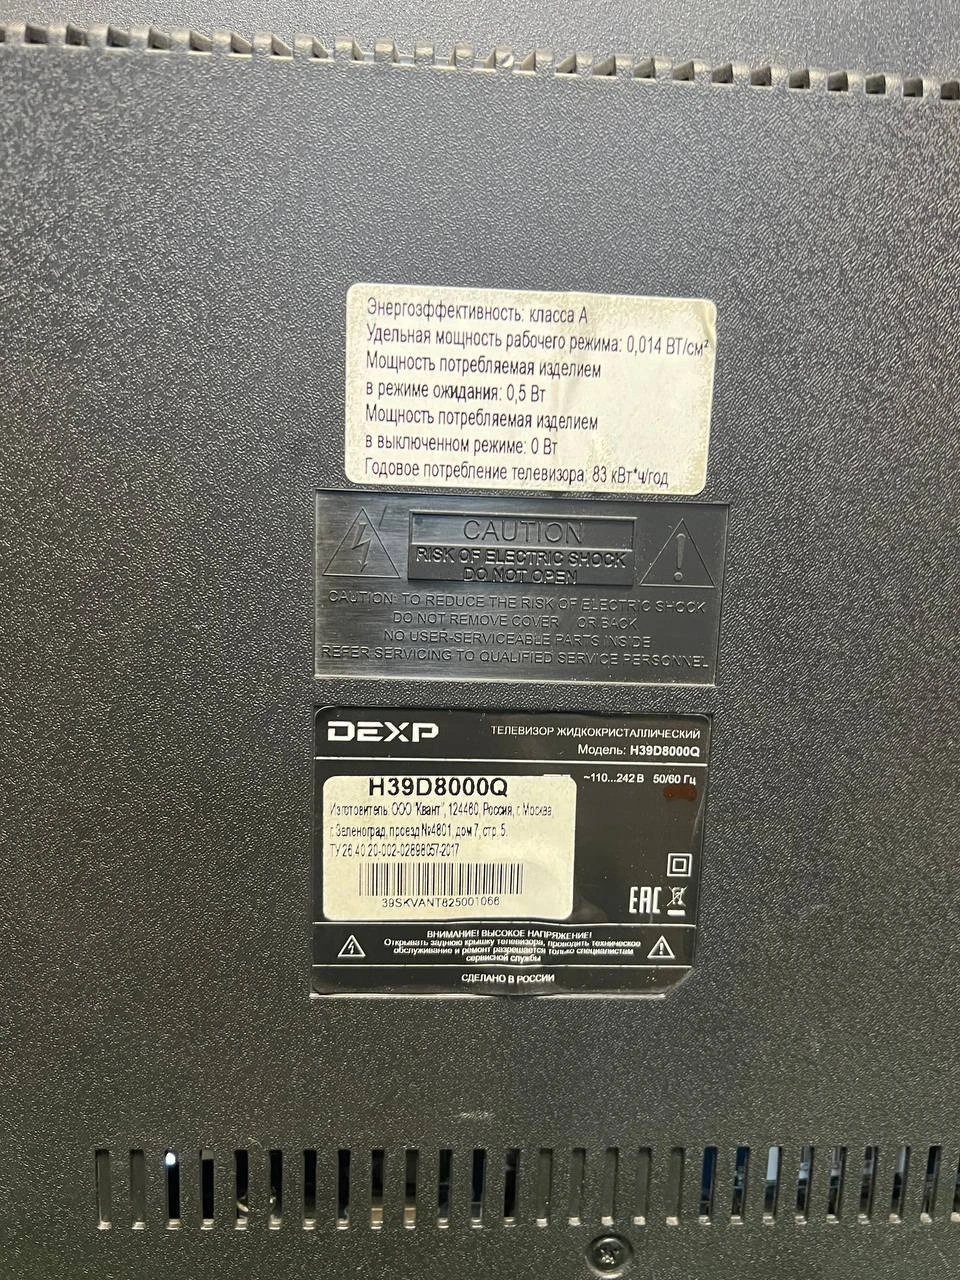 Энергоэффективность: класса А
Удельная мощность рабочего режима: 0,014 ВТ/см²
Мощность потребляемая изделием
в режиме ожидания: 0,5 Вт
Мощность потребляемая изделием
в выключенном режиме: 0 Вт
Годовое потребление телевизора: 83 кВт*ч/год
CAUTION
RISK OF ELECTRIC SHOCK
DO NOT OPEN
CAUTION: TO REDUCE THE RISK OF ELECTRIC SHOCK
DO NOT REMOVE COVER / OR BACK
NO USER-SERVICEABLE PARTS INSIDE
REFER SERVICING TO QUALIFIED SERVICE PERSONNEL
DEXP
ТЕЛЕВИЗОР ЖИДКОКРИСТАЛЛИЧЕСКИЙ
Модель: H39D8000Q
~110...242 В 50/60 Гц
H39D8000Q
Изготовитель: ООО "Квант", 124460, Россия, г. Москва,
г. Зеленоград, проезд №4801, дом 7, стр. 5.
ТУ 26.40.20-002-02898057-2017
39SKVANT825001066
EAC
ВНИМАНИЕ! ВЫСОКОЕ НАПРЯЖЕНИЕ!
Открывать заднюю крышку телевизора, проводить техническое
обслуживание и ремонт разрешается только специалистам
сервисной службы
СДЕЛАНО В РОССИИ